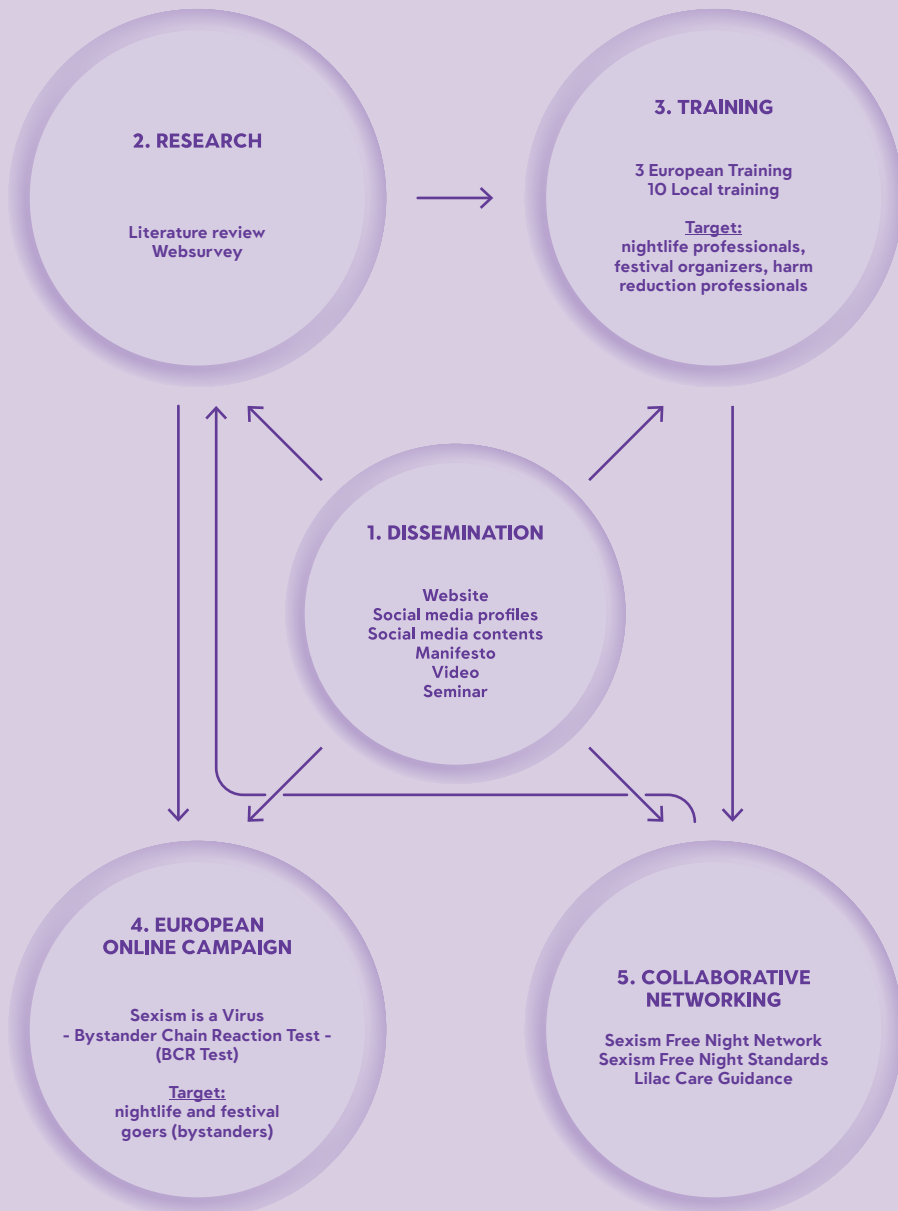 2. RESEARCH
Literature review
Websurvey
3. TRAINING
3 European Training
10 Local training
Target:
nightlife professionals,
festival organizers, harm
reduction professionals
1. DISSEMINATION
Website
Social media profiles
Social media contents
Manifesto
Video
Seminar
4. EUROPEAN
ONLINE CAMPAIGN
Sexism is a Virus
- Bystander Chain Reaction Test -
(BCR Test)
Target:
nightlife and festival
goers (bystanders)
5. COLLABORATIVE
NETWORKING
Sexism Free Night Network
Sexism Free Night Standards
Lilac Care Guidance